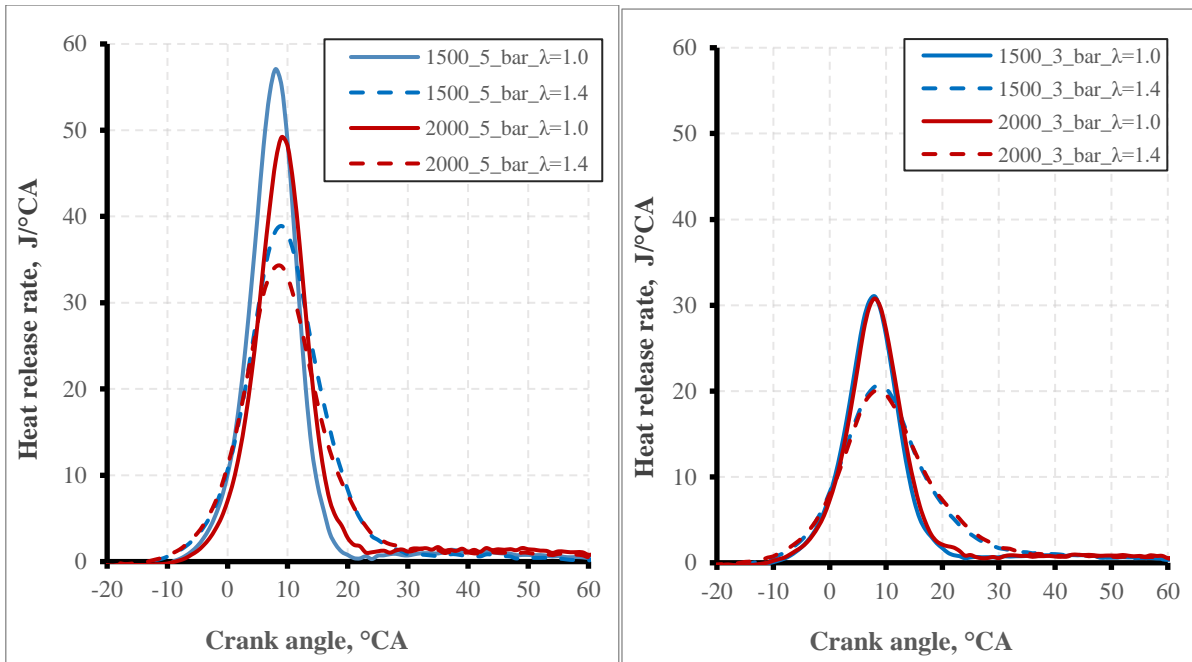 60
50
40
30
20
10
0
-20 -10 0 10 20 30 40 50 60
Heat release rate, J/°CA
Crank angle, °CA
1500_5_bar_λ=1.0
1500_5_bar_λ=1.4
2000_5_bar_λ=1.0
2000_5_bar_λ=1.4
60
50
40
30
20
10
0
-20 -10 0 10 20 30 40 50 60
Heat release rate, J/°CA
Crank angle, °CA
1500_3_bar_λ=1.0
1500_3_bar_λ=1.4
2000_3_bar_λ=1.0
2000_3_bar_λ=1.4